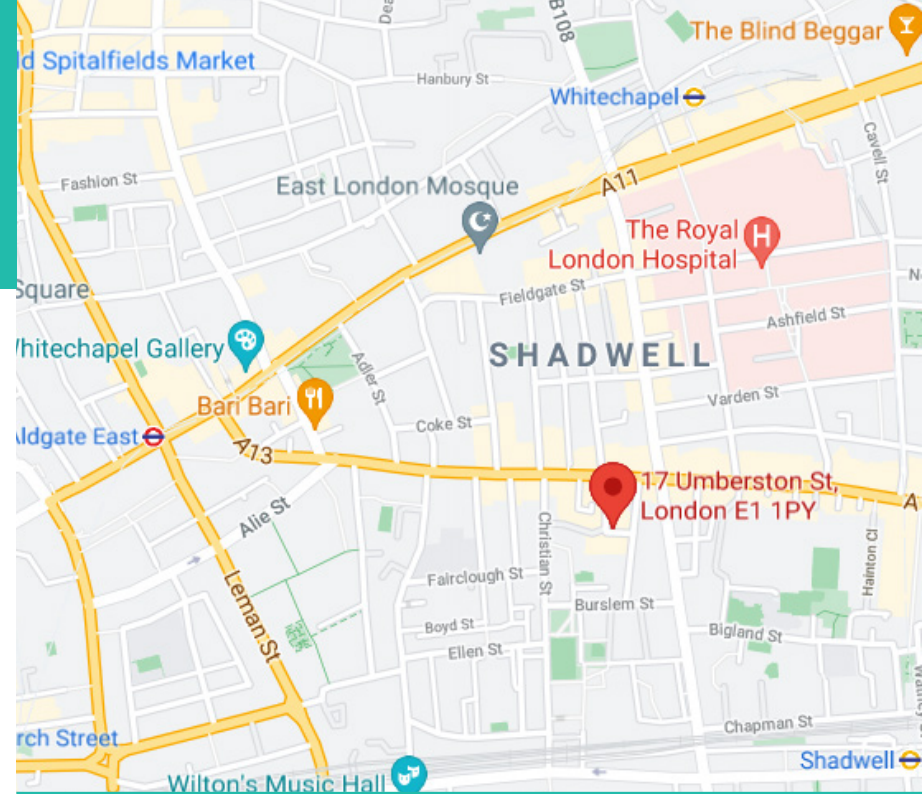 B108
The Blind Beggar
ld Spitalfields Market
Hanbury St
Whitechapel
Cavell St
Fashion St
East London Mosque
A11
The Royal
London Hospital
Square
Fieldgate St
Ashfield St
hitechapel Gallery
SHADWELL
Adler St
Varden St
Bari Bari
Coke St
ldgate East
A13
17 Umberston St,
London E1 1PY
A
Alie St
Christian St
Hainton Cl
Fairclough St
Leman St
Burslem St
Boyd St
Bigland St
Ellen St
Chapman St
rch Street
Shadwell
Wilton's Music Hall